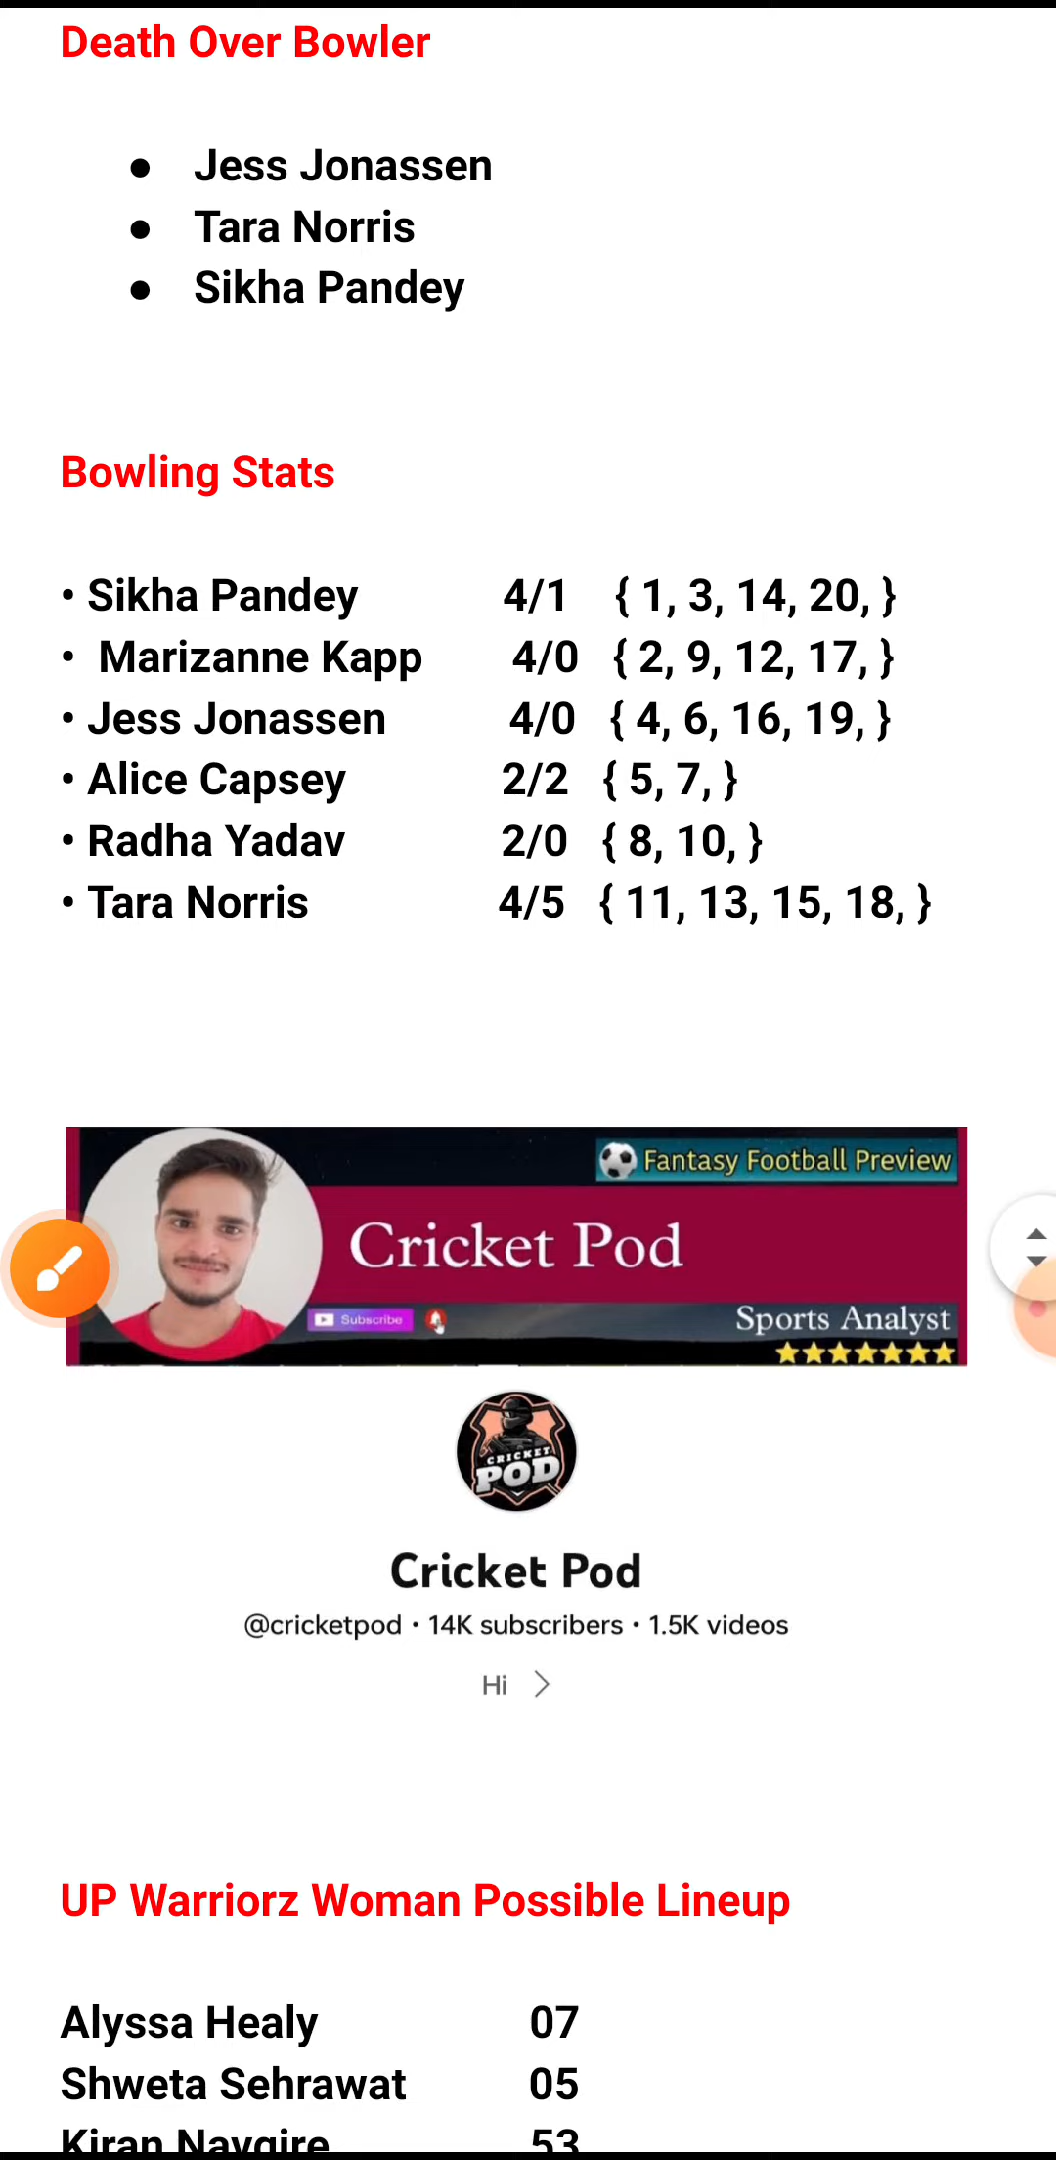 Death Over Bowler
● Jess Jonassen
● Tara Norris
● Sikha Pandey
Bowling Stats
• Sikha Pandey 4/1 { 1, 3, 14, 20, }
• Marizanne Kapp 4/0 { 2, 9, 12, 17, }
• Jess Jonassen 4/0 { 4, 6, 16, 19, }
• Alice Capsey 2/2 { 5, 7, }
• Radha Yadav 2/0 { 8, 10, }
• Tara Norris 4/5 { 11, 13, 15, 18, }
Fantasy Football Preview
Cricket Pod
Subscribe
Sports Analyst
CRICKET
POD
Cricket Pod
@cricketpod • 14K subscribers • 1.5K videos
Hi >
UP Warriorz Woman Possible Lineup
Alyssa Healy 07
Shweta Sehrawat 05
Kiran Navgire 53